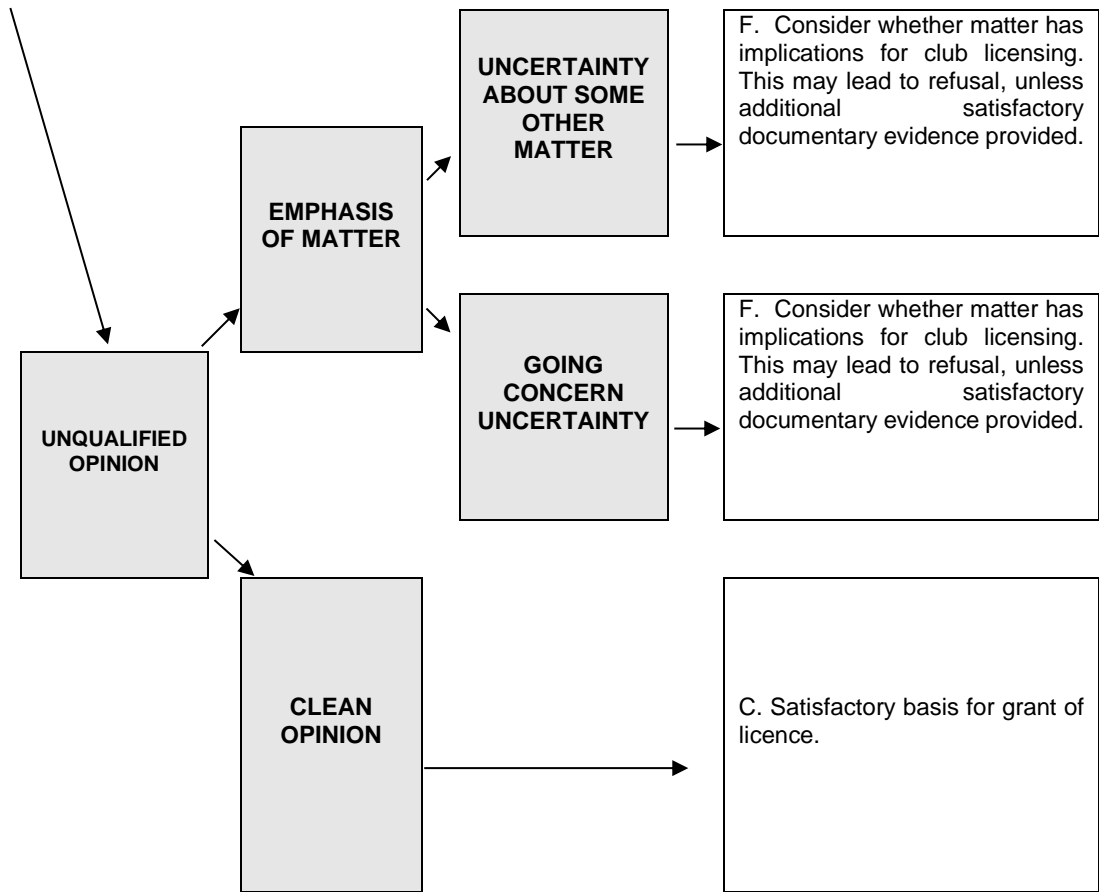 UNCERTAINTY
ABOUT SOME
OTHER
MATTER
F. Consider whether matter has
implications for club licensing.
This may lead to refusal, unless
additional satisfactory
documentary evidence provided.
EMPHASIS
OF MATTER
GOING
CONCERN
UNCERTAINTY
F. Consider whether matter has
implications for club licensing.
This may lead to refusal, unless
additional satisfactory
documentary evidence provided.
UNQUALIFIED
OPINION
CLEAN
OPINION
C. Satisfactory basis for grant of
licence.